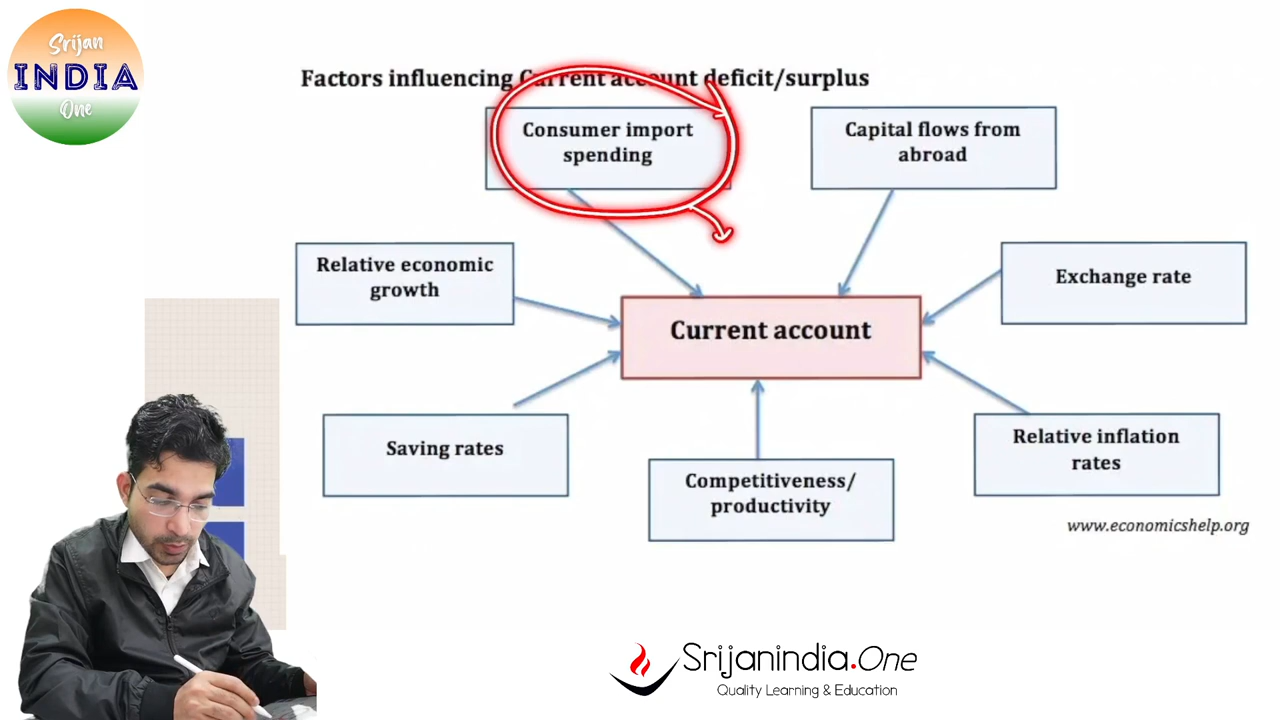 Srijan
INDIA
One
Factors influencing Current account deficit/surplus
Consumer import
spending
Capital flows from
abroad
Relative economic
growth
Exchange rate
Current account
Saving rates
Relative inflation
rates
Competitiveness/
productivity
www.economicshelp.org
Srijanindia.One
Quality Learning & Education